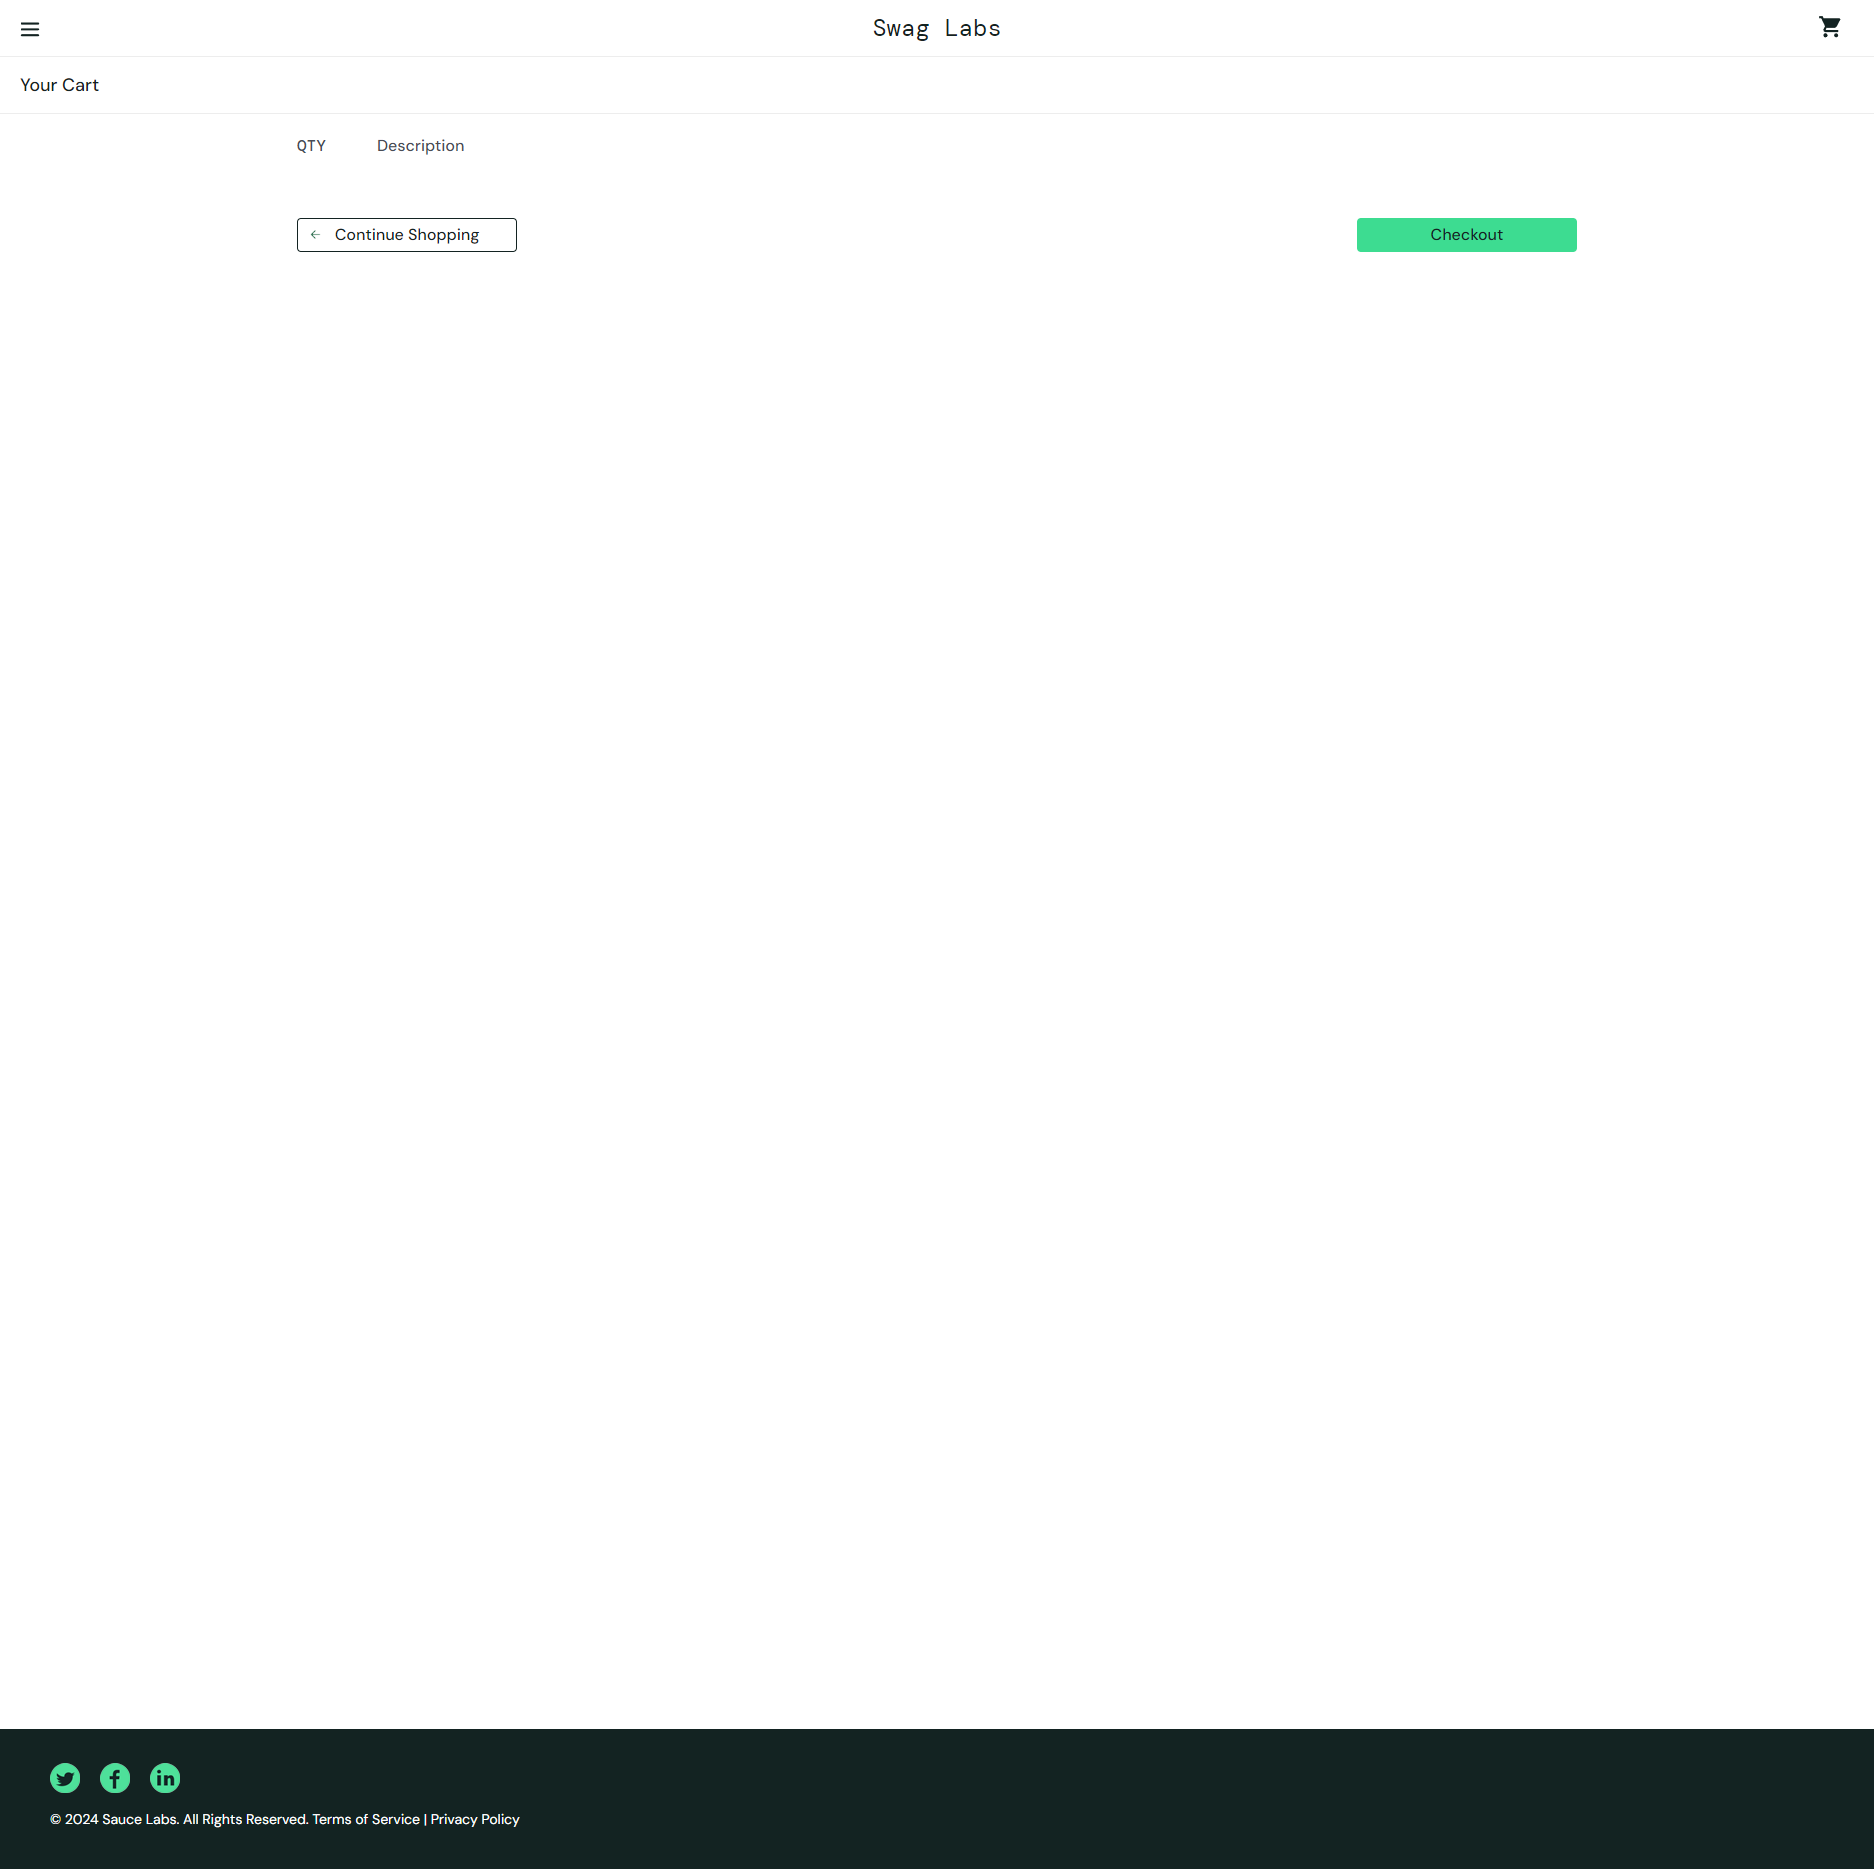 Swag Labs
Your Cart
QTY Description
Continue Shopping Checkout
© 2024 Sauce Labs. All Rights Reserved. Terms of Service | Privacy Policy